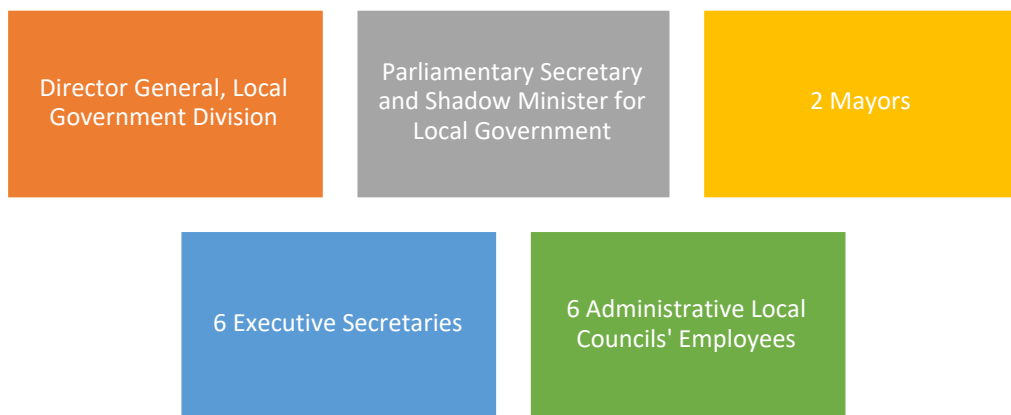 Director General, Local
Government Division
Parliamentary Secretary
and Shadow Minister for
Local Government
2 Mayors
6 Executive Secretaries
6 Administrative Local
Councils' Employees